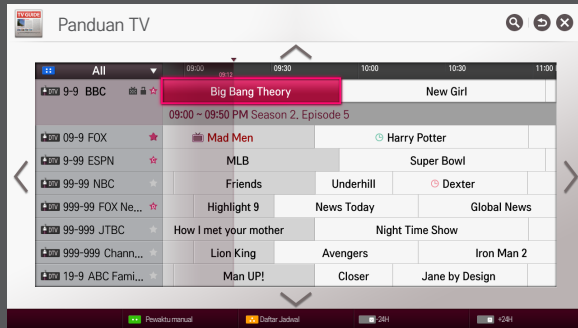 TV GUIDE
Panduan TV
All ▼ 09:00 09:12 09:30 10:00 10:30 11:00
DTV 9-9 BBC Big Bang Theory New Girl
09:00 ~ 09:50 PM Season 2, Episode 5
DTV 09-9 FOX Mad Men Harry Potter
DTV 9-99 ESPN MLB Super Bowl
DTV 99-99 NBC Friends Underhill Dexter
DTV 999-99 FOX Ne... Highlight 9 News Today Global News
DTV 99-999 JTBC How I met your mother Night Time Show
DTV 999-999 Chann... Lion King Avengers Iron Man 2
DTV 19-9 ABC Fami... Man UP! Closer Jane by Design
Pewaktu manual Daftar Jadwal -24H +24H